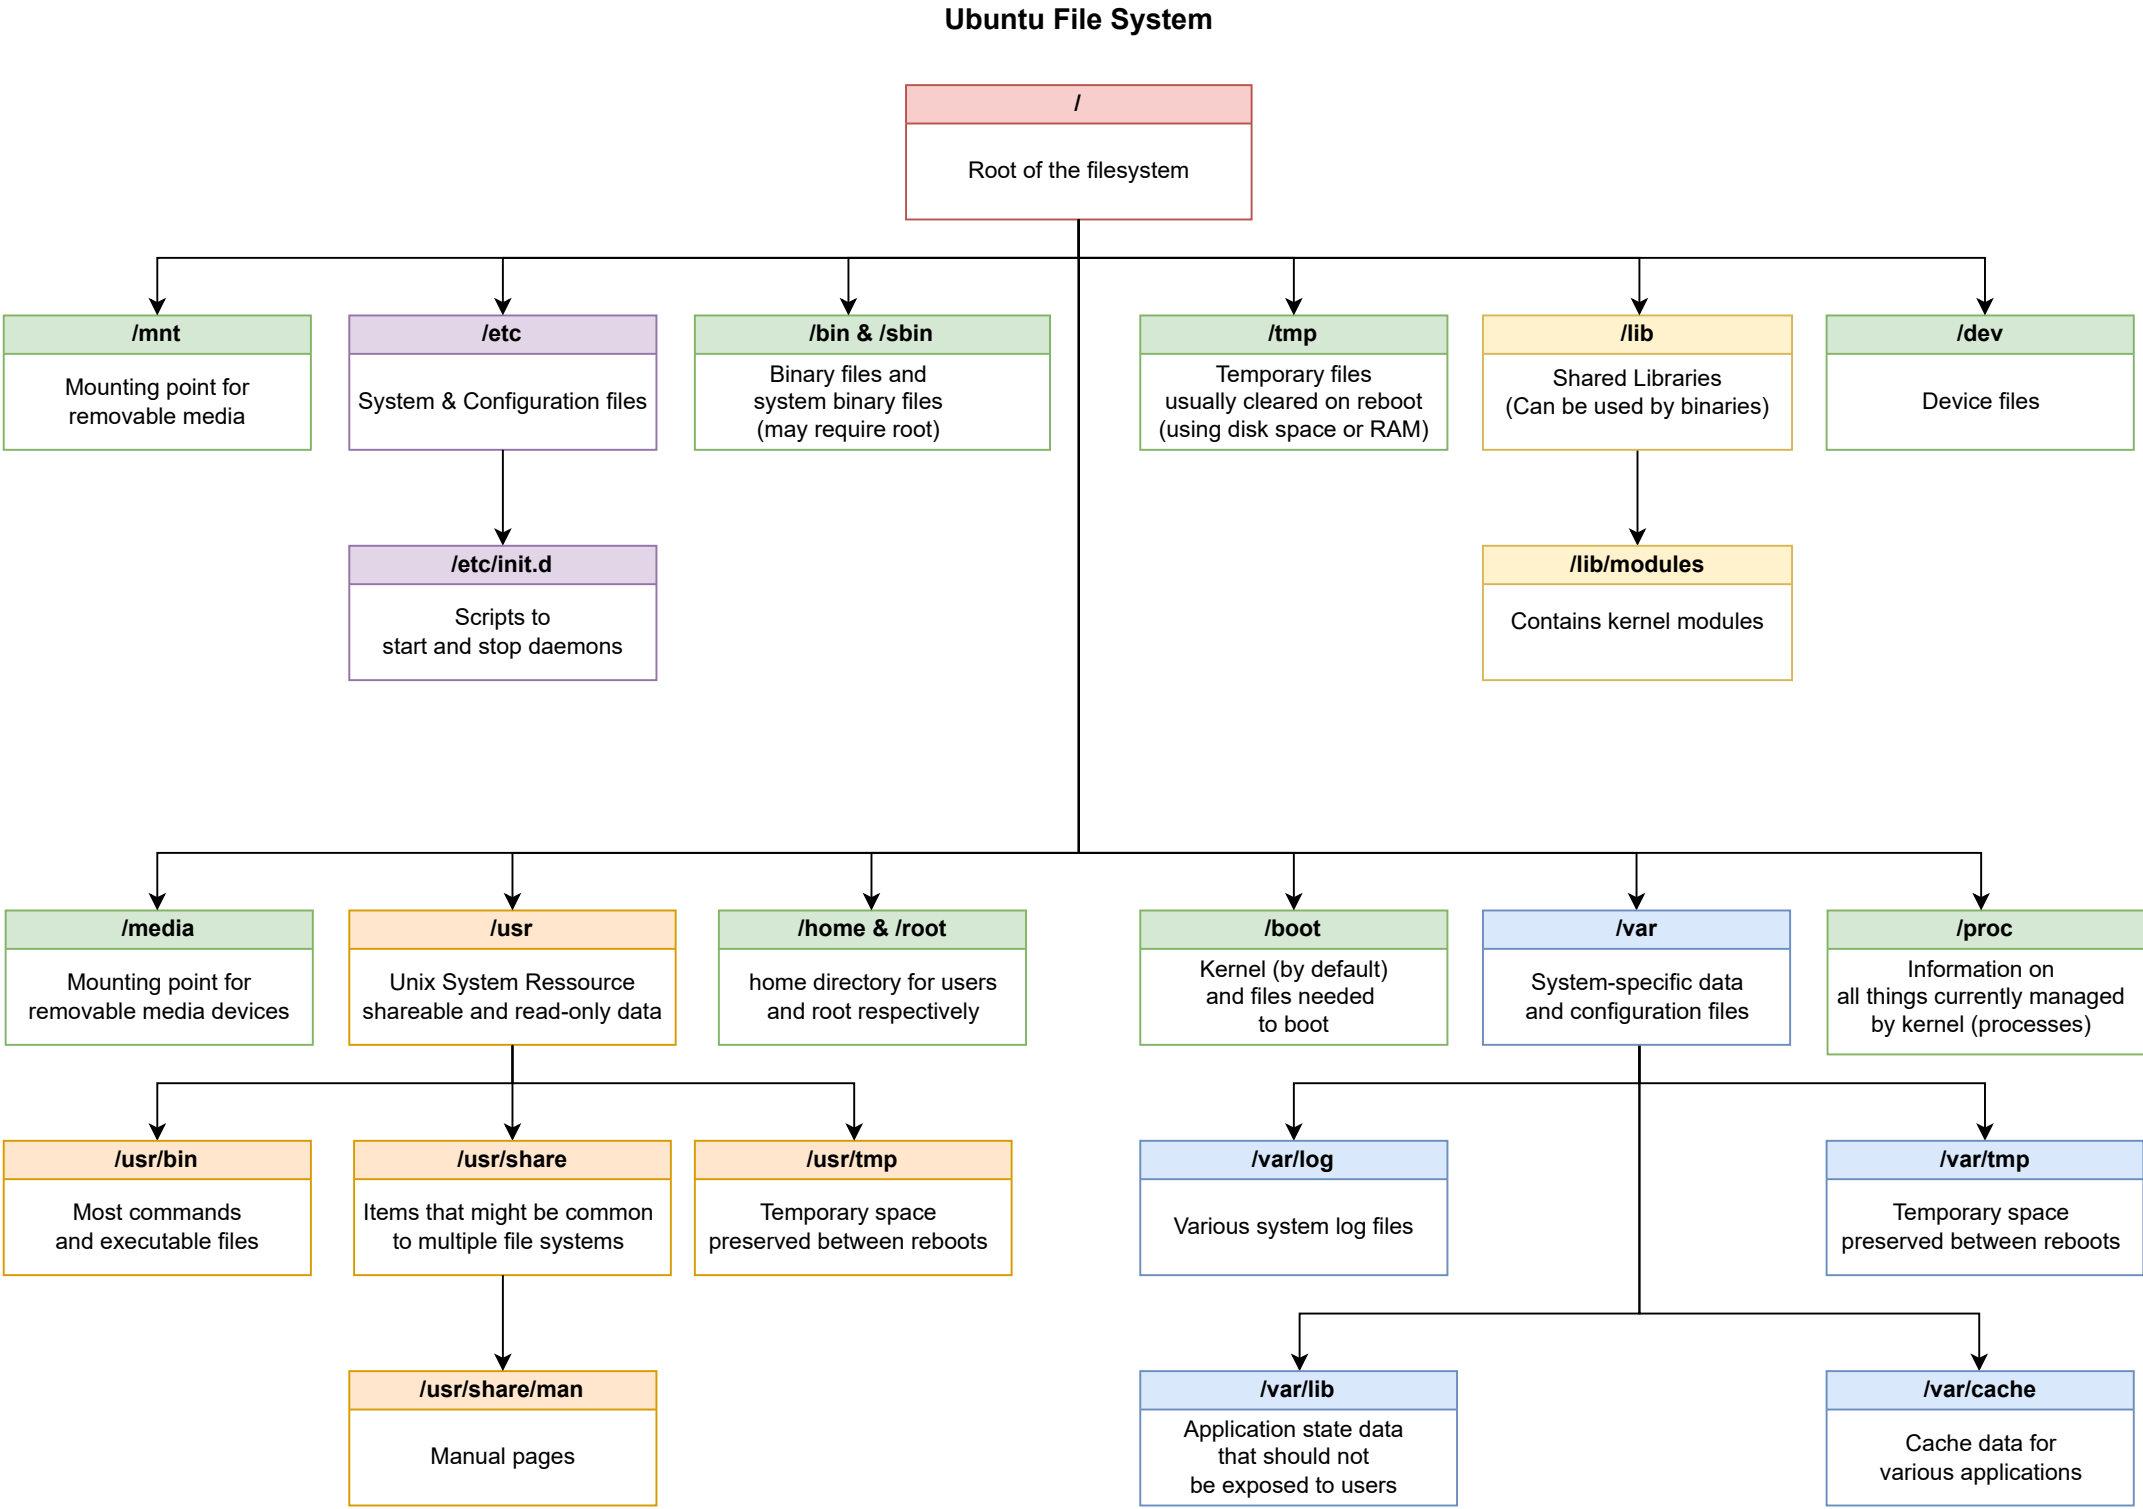 Ubuntu File System
/
Root of the filesystem
/mnt
Mounting point for
removable media
/etc
System & Configuration files
/bin & /sbin
Binary files and
system binary files
(may require root)
/tmp
Temporary files
usually cleared on reboot
(using disk space or RAM)
/lib
Shared Libraries
(Can be used by binaries)
/dev
Device files
/etc/init.d
Scripts to
start and stop daemons
/lib/modules
Contains kernel modules
/media
Mounting point for
removable media devices
/usr
Unix System Ressource
shareable and read-only data
/home & /root
home directory for users
and root respectively
/boot
Kernel (by default)
and files needed
to boot
/var
System-specific data
and configuration files
/proc
Information on
all things currently managed
by kernel (processes)
/usr/bin
Most commands
and executable files
/usr/share
Items that might be common
to multiple file systems
/usr/tmp
Temporary space
preserved between reboots
/var/log
Various system log files
/var/tmp
Temporary space
preserved between reboots
/usr/share/man
Manual pages
/var/lib
Application state data
that should not
be exposed to users
/var/cache
Cache data for
various applications